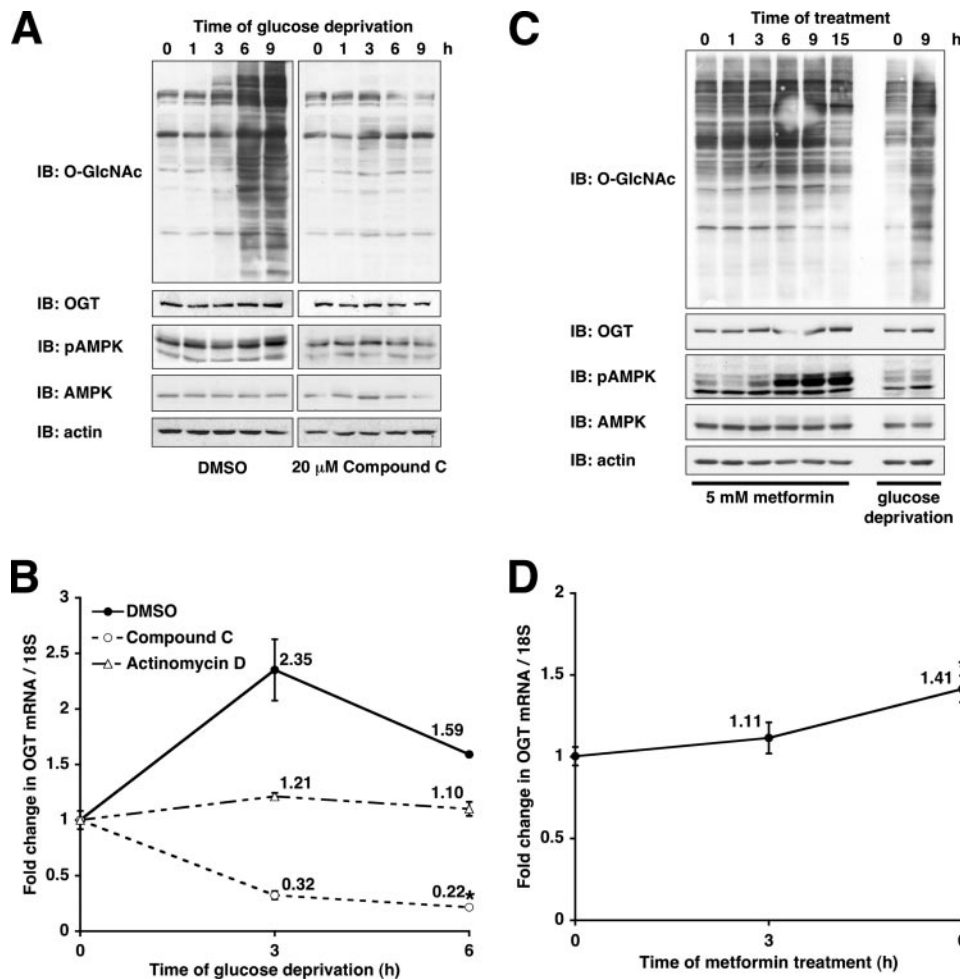 A
Time of glucose deprivation
0 1 3 6 9 0 1 3 6 9 h
IB: O-GlcNAc
IB: OGT
IB: pAMPK
IB: AMPK
IB: actin
DMSO 20 μM Compound C
C
Time of treatment
0 1 3 6 9 15 0 9 h
IB: O-GlcNAc
IB: OGT
IB: pAMPK
IB: AMPK
IB: actin
5 mM metformin glucose
deprivation
B
Fold change in OGT mRNA / 18S
3
2.5
2
1.5
1
0.5
0
DMSO
Compound C
Actinomycin D
2.35
1.59
1.21
1.10
0.32
0.22*
0 3 6
Time of glucose deprivation (h)
D
Fold change in OGT mRNA / 18S
2
1.5
1
0.5
0
1.11
1.41
0 3
Time of metformin treatment (h)